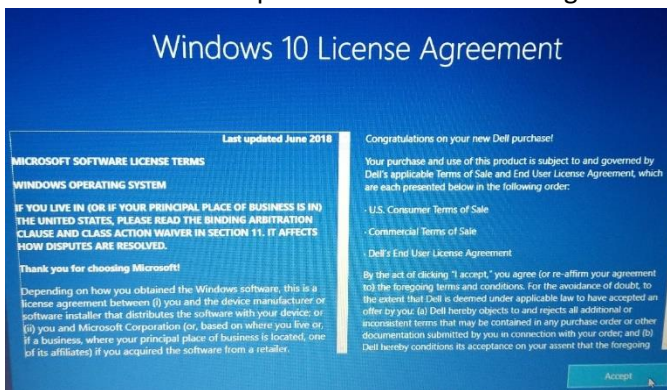 Windows 10 License Agreement
Last updated June 2018
MICROSOFT SOFTWARE LICENSE TERMS
WINDOWS OPERATING SYSTEM
IF YOU LIVE IN (OR IF YOUR PRINCIPAL PLACE OF BUSINESS IS IN)
THE UNITED STATES, PLEASE READ THE BINDING ARBITRATION
CLAUSE AND CLASS ACTION WAIVER IN SECTION 11. IT AFFECTS
HOW DISPUTES ARE RESOLVED.
Thank you for choosing Microsoft!
Depending on how you obtained the Windows software, this is a
license agreement between (i) you and the device manufacturer or
software installer that distributes the software with your device; or
(ii) you and Microsoft Corporation (or, based on where you live or,
if a business, where your principal place of business is located, one
of its affiliates) if you acquired the software from a retailer.
Congratulations on your new Dell purchase!
Your purchase and use of this product is subject to and governed by
Dell's applicable Terms of Sale and End User License Agreement, which
are each presented below in the following order:
- U.S. Consumer Terms of Sale
- Commercial Terms of Sale
- Dell's End User License Agreement
By the act of clicking "I accept," you agree (or re-affirm your agreement
to) the foregoing terms and conditions. For the avoidance of doubt, to
the extent that Dell is deemed under applicable law to have accepted an
offer by you: (a) Dell hereby objects to and rejects all additional or
inconsistent terms that may be contained in any purchase order or other
documentation submitted by you in connection with your order; and (b)
Dell hereby conditions its acceptance on your assent that the foregoing
Accept